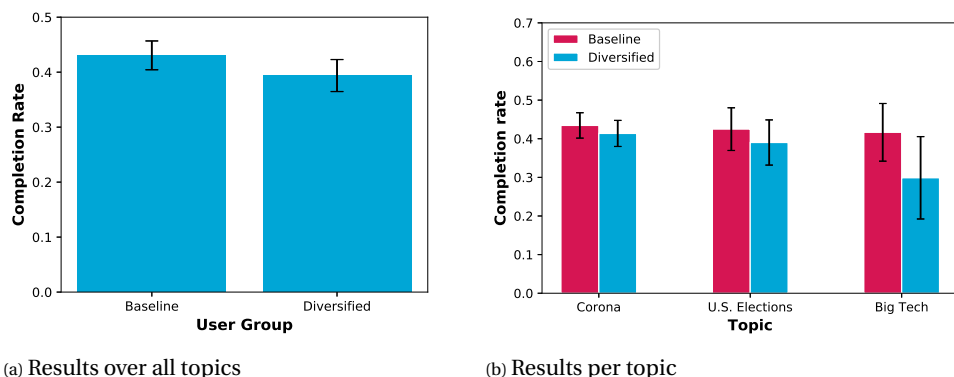 0.5
0.4
0.3
0.2
0.1
0.0
Completion Rate
Baseline
Diversified
User Group
(a) Results over all topics
0.7
0.6
0.5
0.4
0.3
0.2
0.1
0.0
Completion rate
Baseline
Diversified
Corona
U.S. Elections
Big Tech
Topic
(b) Results per topic